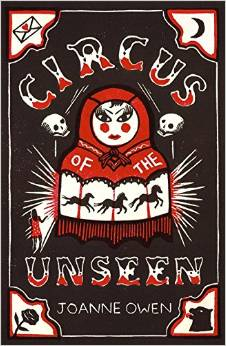 CIRCUS
OF THE
UNSEEN
JOANNE OWEN